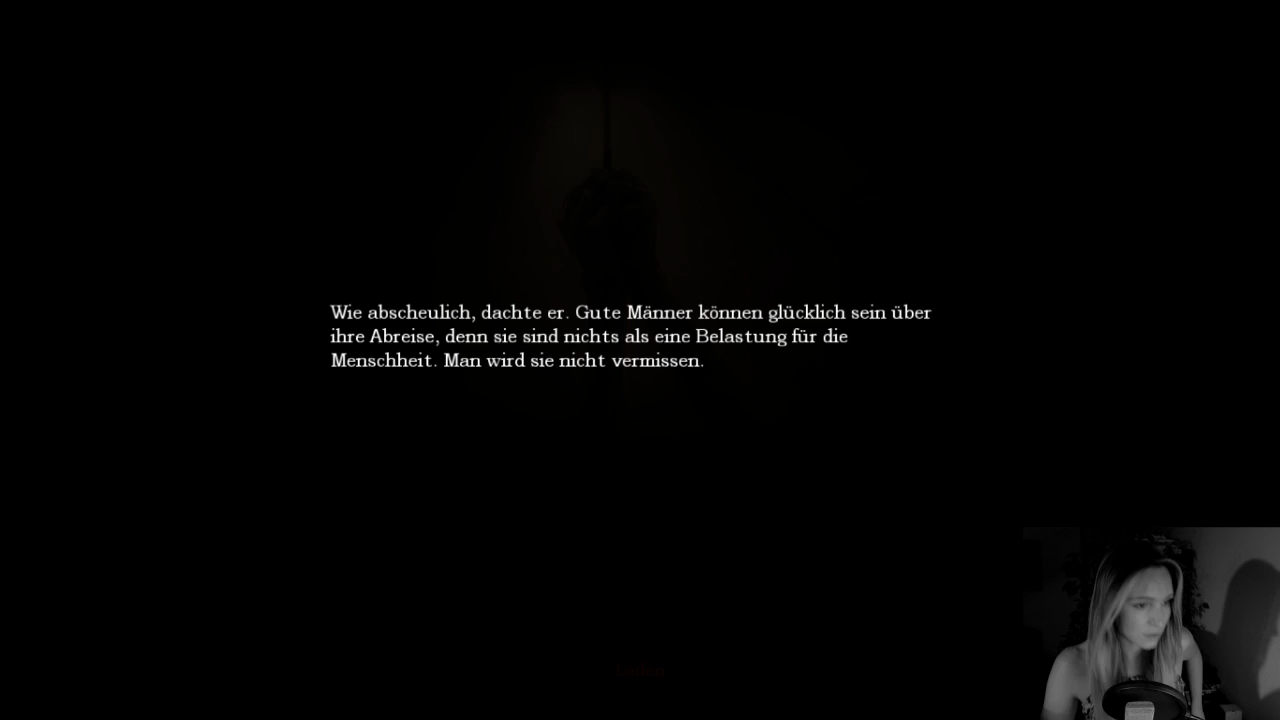 Wie abscheulich, dachte er. Gute Männer können glücklich sein über
ihre Abreise, denn sie sind nichts als eine Belastung für die
Menschheit. Man wird sie nicht vermissen.